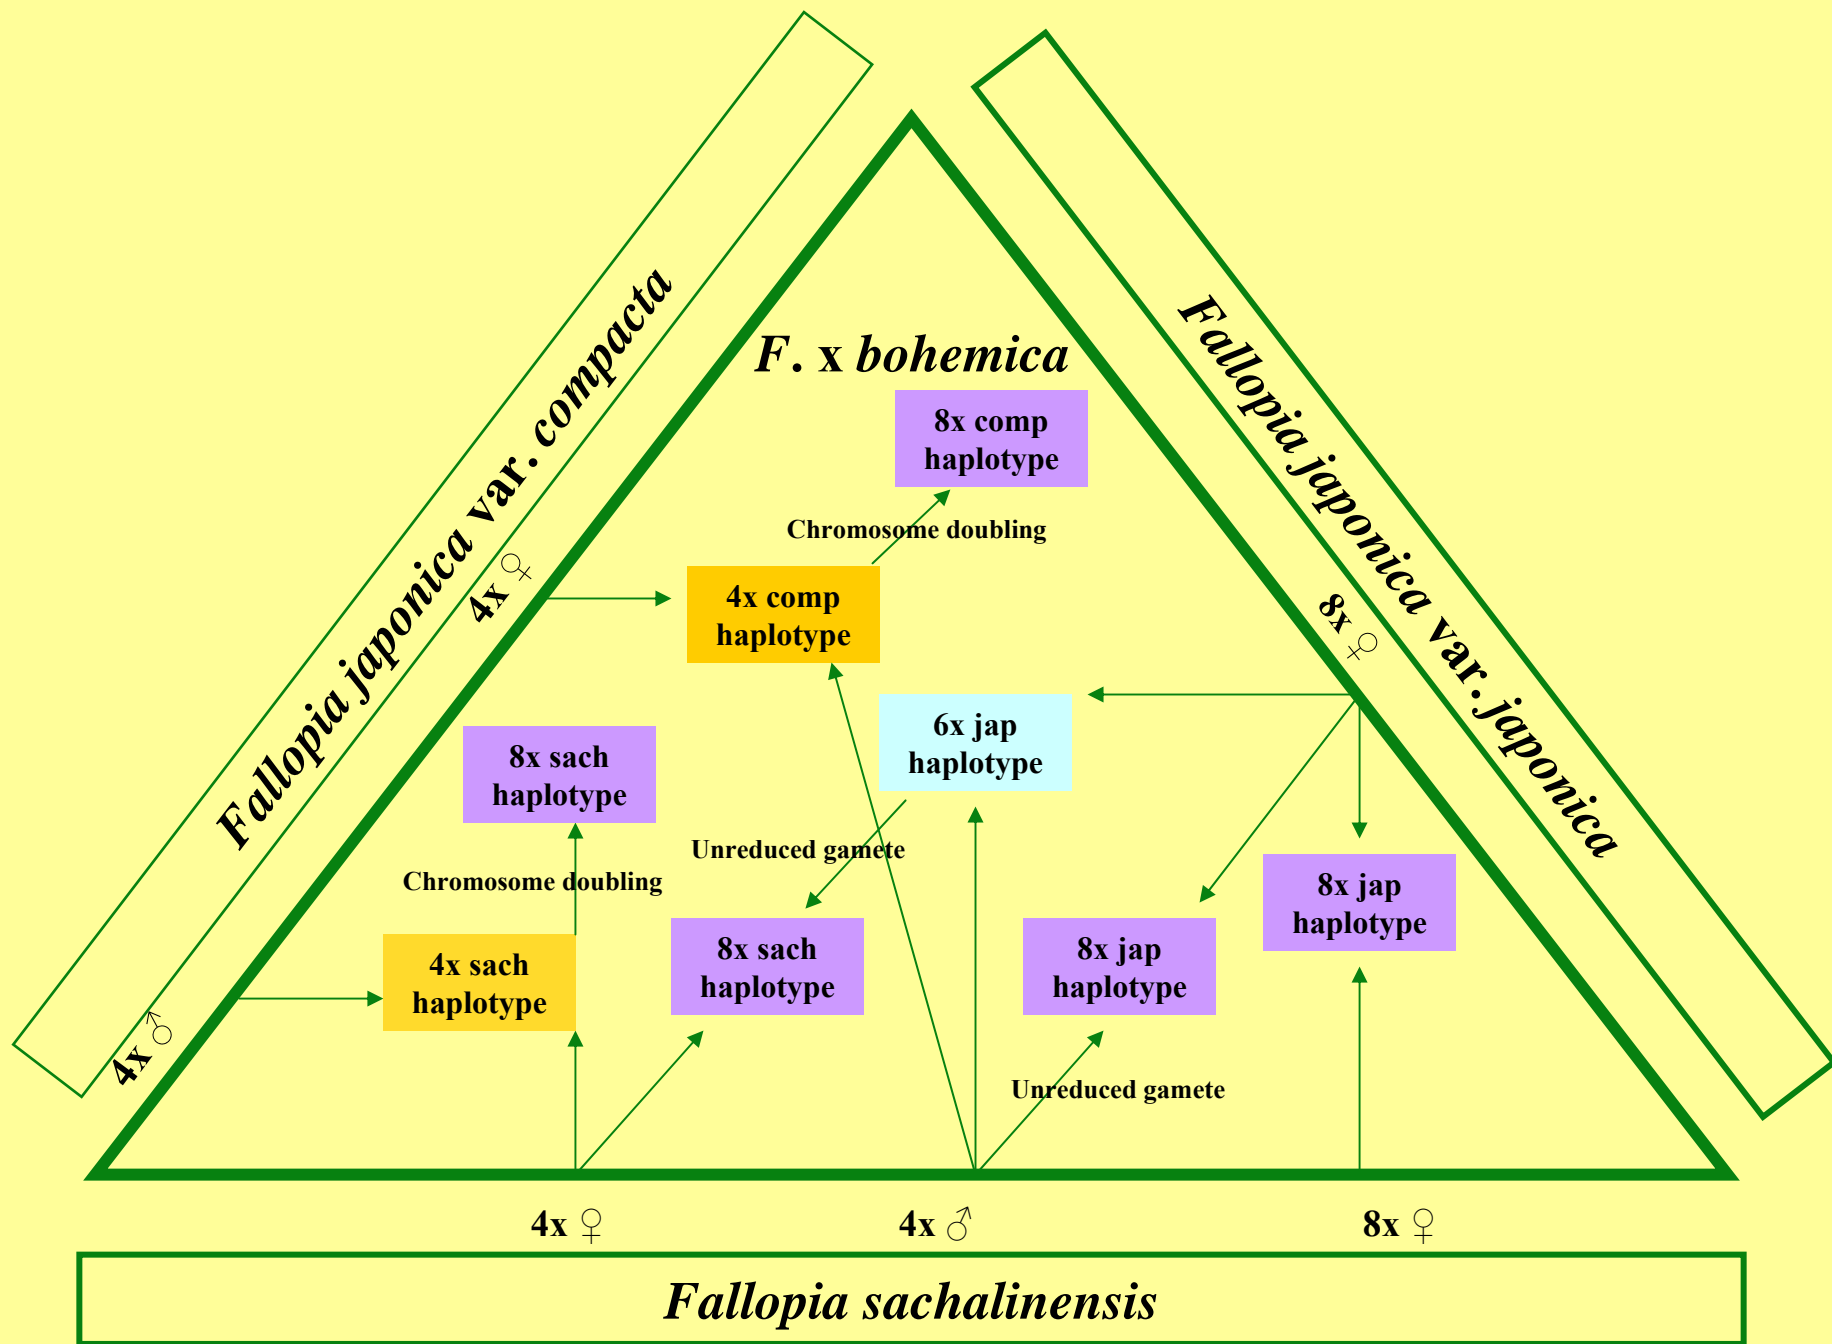 Fallopia japonica var. compacta
4x ♀
4x ♂
Fallopia japonica var. japonica
8x ♀
F. x bohemica
8x comp
haplotype
Chromosome doubling
4x comp
haplotype
6x jap
haplotype
8x sach
haplotype
Unreduced gamete
Chromosome doubling
8x jap
haplotype
4x sach
haplotype
8x sach
haplotype
8x jap
haplotype
Unreduced gamete
4x ♀
4x ♂
8x ♀
Fallopia sachalinensis